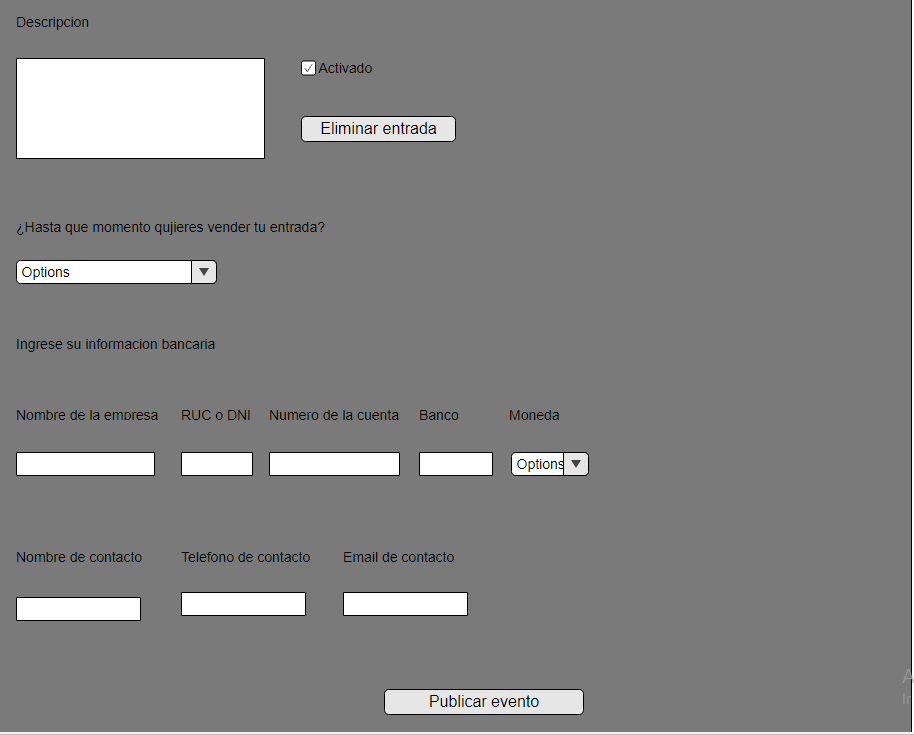 Descripcion
Activado
Eliminar entrada
¿Hasta que momento qujieres vender tu entrada?
Options
Ingrese su informacion bancaria
Nombre de la empresa RUC o DNI Numero de la cuenta Banco Moneda
Options
Nombre de contacto Telefono de contacto Email de contacto
Publicar evento